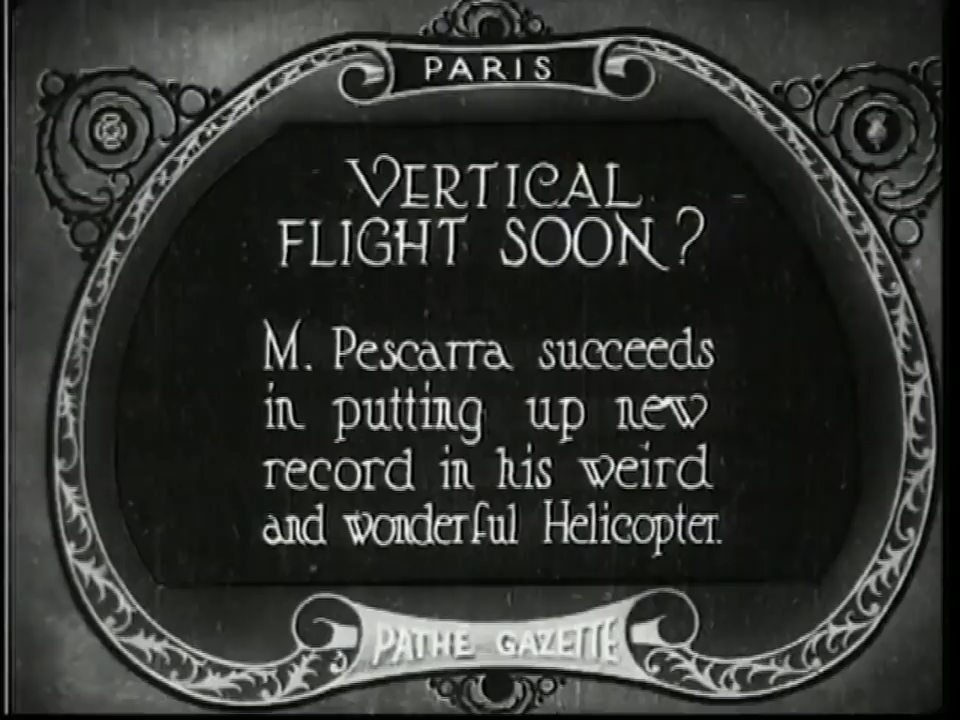 PARIS
VERTICAL
FLIGHT SOON?
M. Pescarra succeeds
in putting up new
record in his weird
and wonderful Helicopter.
PATHE GAZETTE